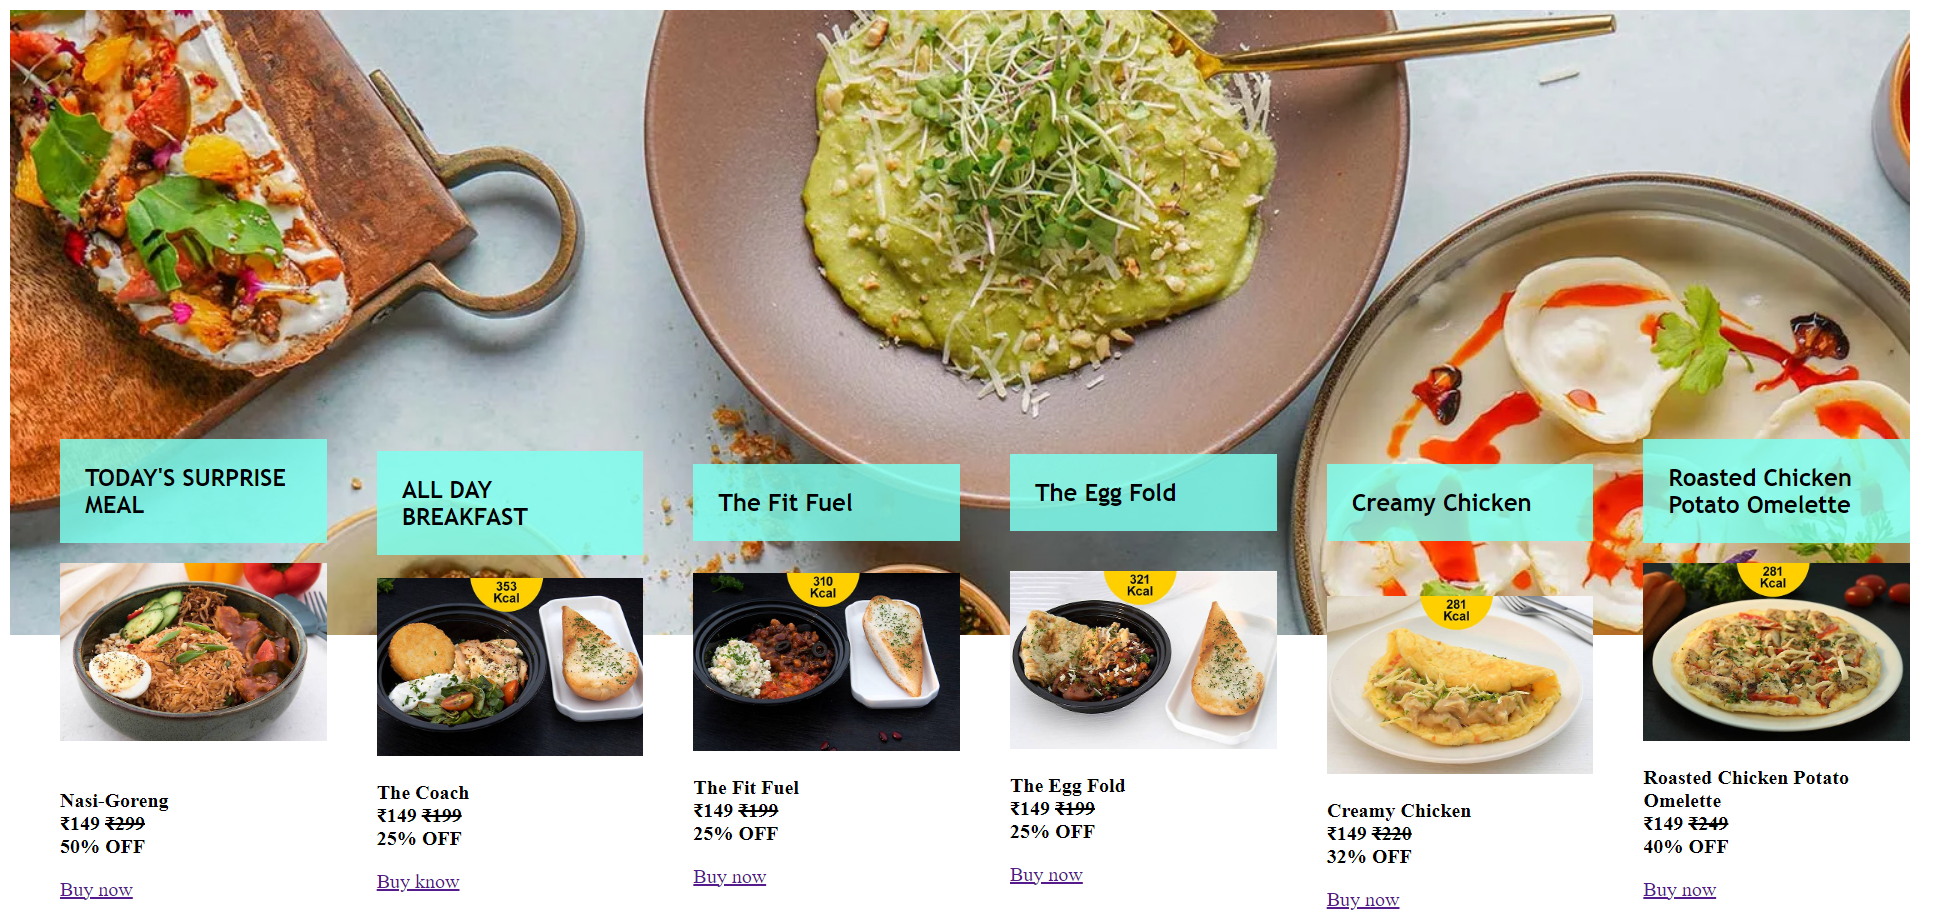 TODAY'S SURPRISE
MEAL
Nasi-Goreng
₹149 ₹299
50% OFF
Buy now
ALL DAY
BREAKFAST
353
Kcal
The Coach
₹149 ₹199
25% OFF
Buy know
The Fit Fuel
310
Kcal
The Fit Fuel
₹149 ₹199
25% OFF
Buy now
The Egg Fold
321
Kcal
The Egg Fold
₹149 ₹199
25% OFF
Buy now
Creamy Chicken
281
Kcal
Creamy Chicken
₹149 ₹220
32% OFF
Buy now
Roasted Chicken
Potato Omelette
281
Kcal
Roasted Chicken Potato
Omelette
₹149 ₹249
40% OFF
Buy now